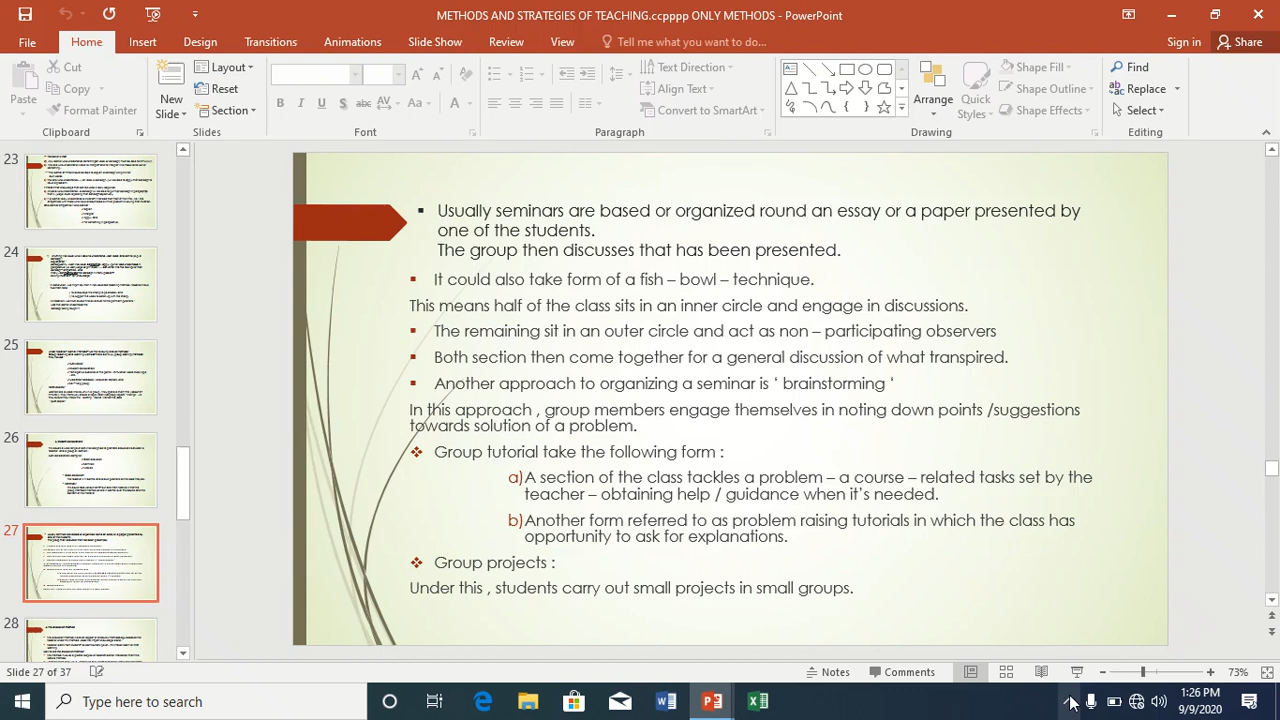 METHODS AND STRATEGIES OF TEACHING.ccpppp ONLY METHODS - PowerPoint
File Home Insert Design Transitions Animations Slide Show Review View Tell me what you want to do... Sign in Share
Paste
Cut
Copy
Format Painter
Clipboard
New
Slide
Layout
Reset
Section
Slides
Font
Text Direction
Align Text
Convert to SmartArt
Paragraph
Arrange
Quick
Styles
Shape Fill
Shape Outline
Shape Effects
Drawing
Find
Replace
Select
Editing
23
24
25
26
27
28
Usually seminars are based or organized round an essay or a paper presented by
one of the students.
The group then discusses that has been presented.
It could also take form of a fish – bowl – technique.
This means half of the class sits in an inner circle and engage in discussions.
The remaining sit in an outer circle and act as non – participating observers
Both section then come together for a general discussion of what transpired.
Another approach to organizing a seminar is ‘ brainstorming ‘
In this approach , group members engage themselves in noting down points /suggestions
towards solution of a problem.
Group tutorial take the following form :
a)A section of the class tackles a problem – a course – related tasks set by the
teacher – obtaining help / guidance when it’s needed.
b)Another form referred to as problem raising tutorials in which the class has
opportunity to ask for explanations.
Group projects :
Under this , students carry out small projects in small groups.
Slide 27 of 37 Notes Comments 73%
Type here to search
1:26 PM
9/9/2020